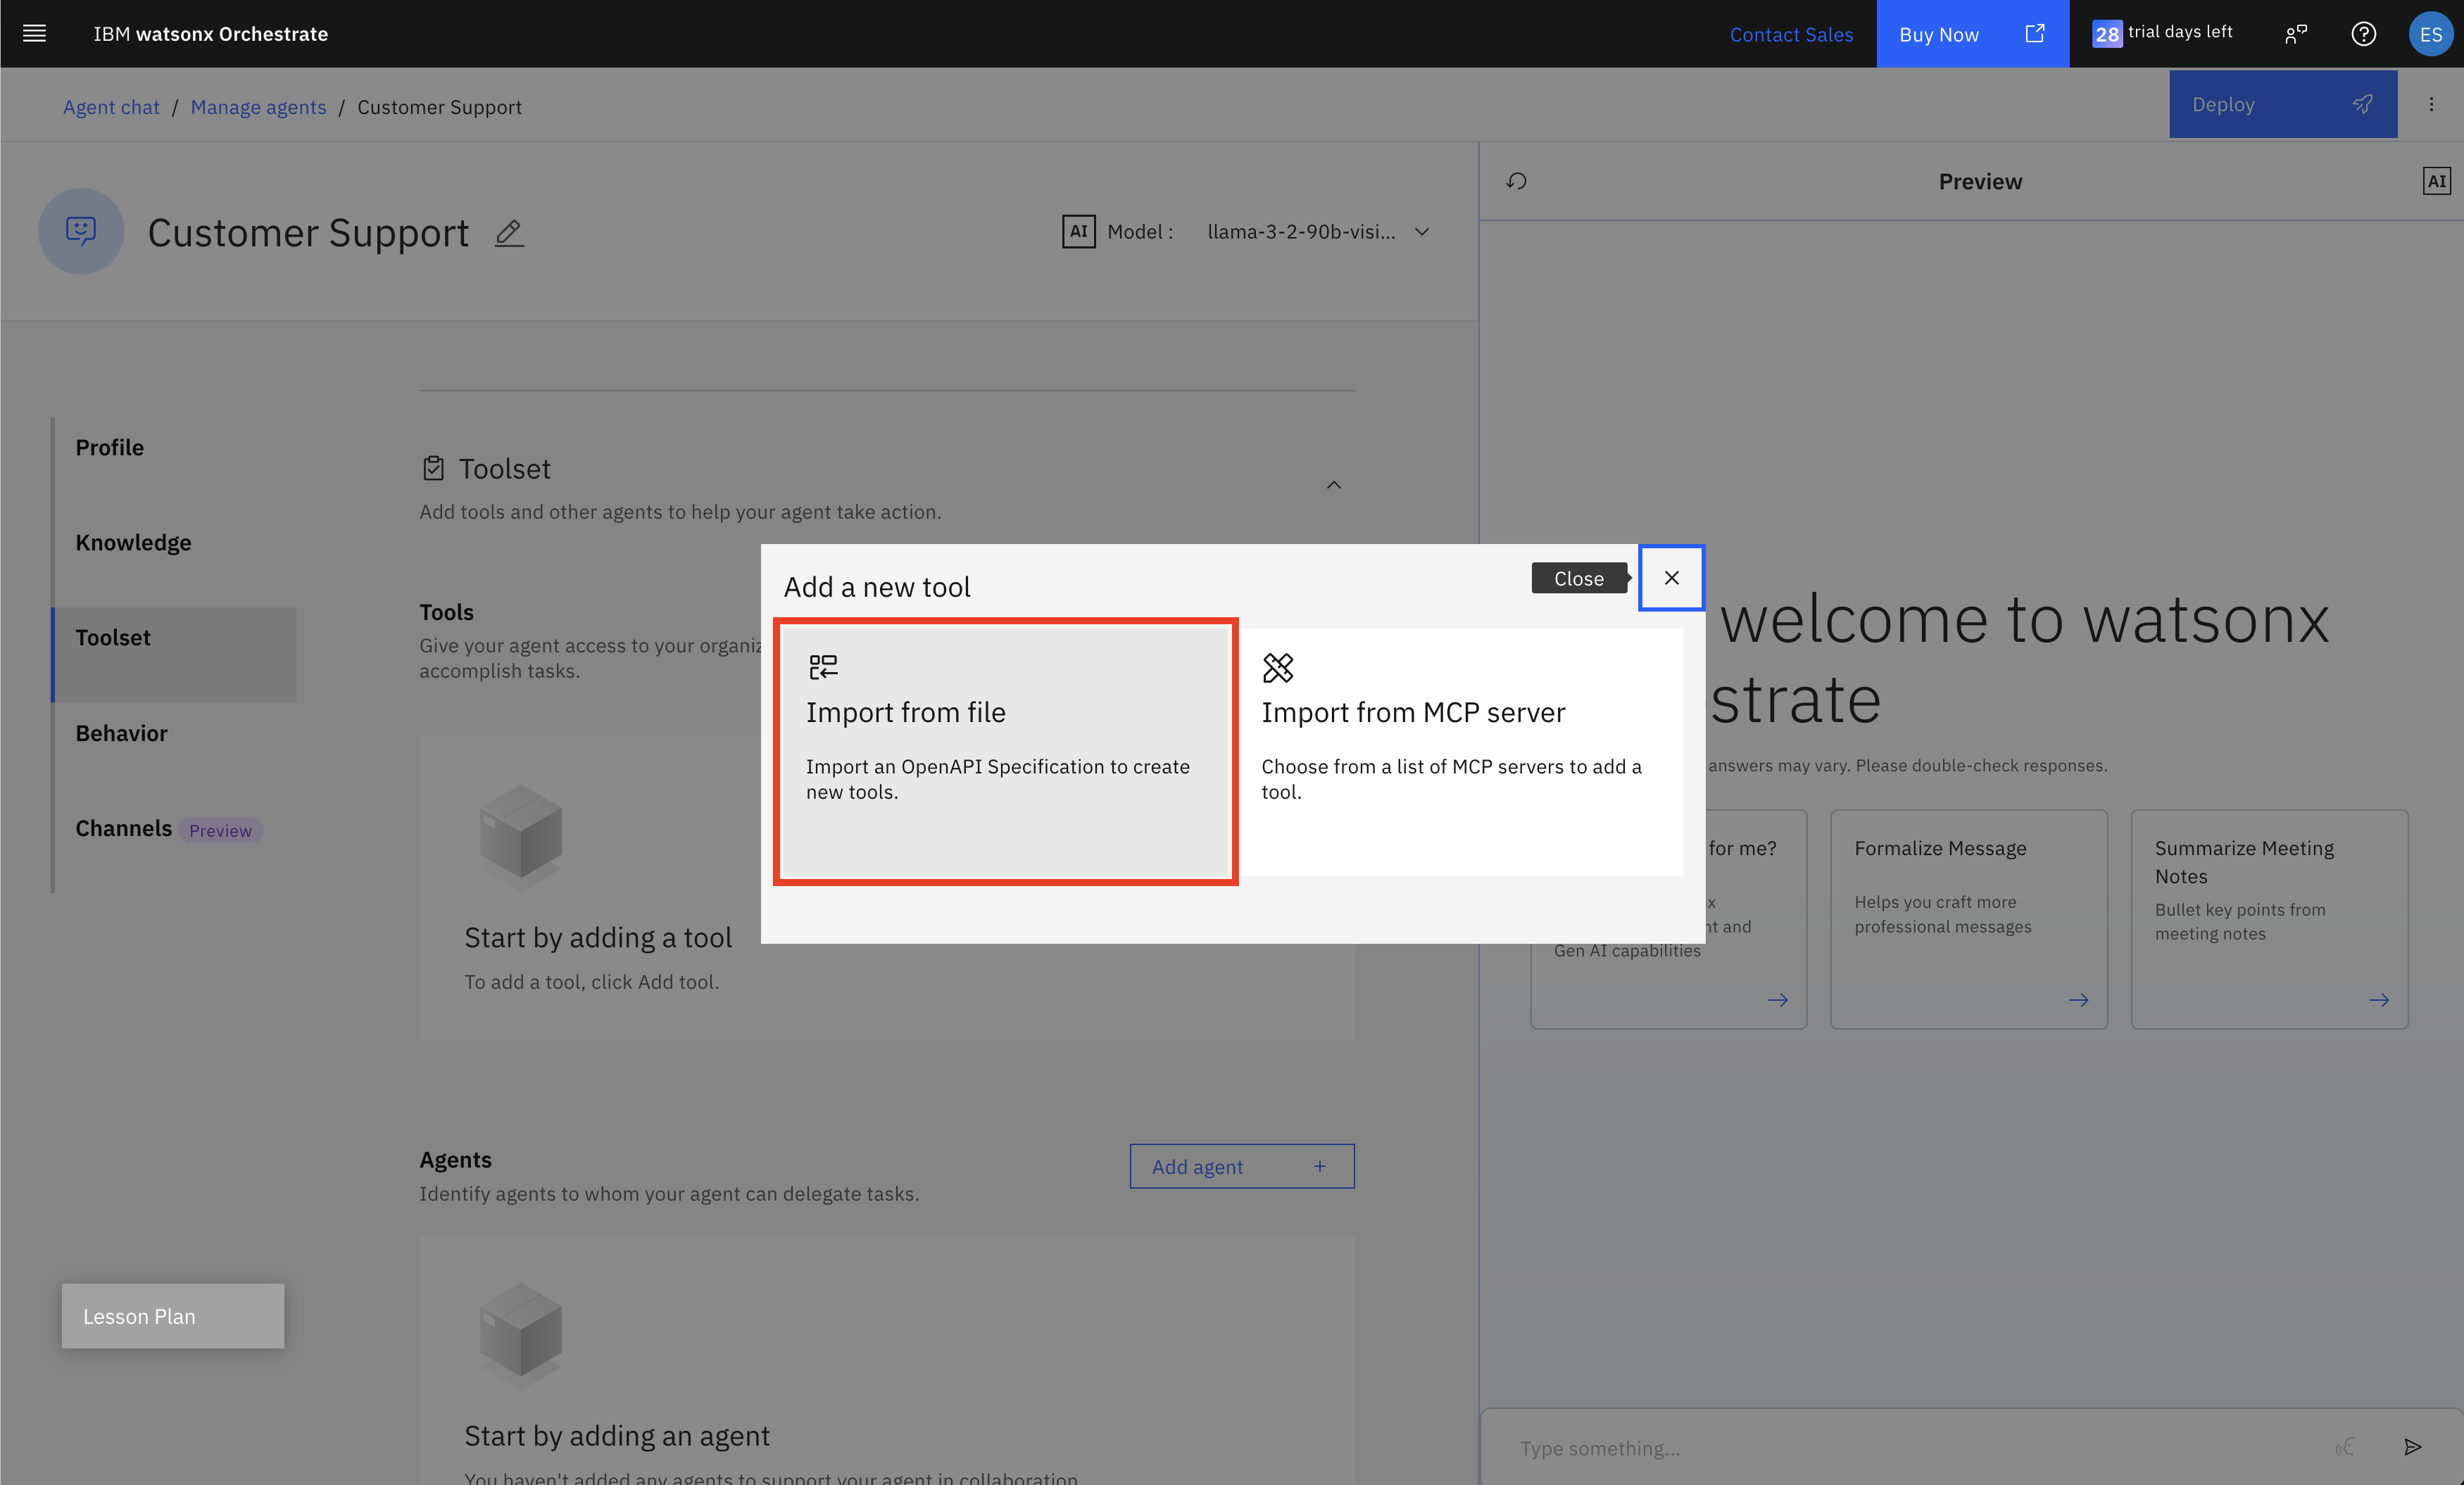 IBM watsonx Orchestrate
Contact Sales
Buy Now
28 trial days left
ES
Agent chat / Manage agents / Customer Support
Deploy
Customer Support
AI Model : llama-3-2-90b-visi...
Preview
AI
Profile
Knowledge
Toolset
Behavior
Channels Preview
Lesson Plan
Toolset
Add tools and other agents to help your agent take action.
Tools
Give your agent access to your
accomplish tasks.
Start by adding a tool
To add a tool, click Add tool.
Agents
Identify agents to whom your agent can delegate tasks.
Add agent +
Start by adding an agent
You haven't added any agents to support your agent in collaboration
Add a new tool
Close
Import from file
Import an OpenAPI Specification to create
new tools.
Import from MCP server
Choose from a list of MCP servers to add a
tool.
welcome to watsonx
strate
answers may vary. Please double-check responses.
for me?
and
Gen AI capabilities
Formalize Message
Helps you craft more
professional messages
Summarize Meeting
Notes
Bullet key points from
meeting notes
Type something...